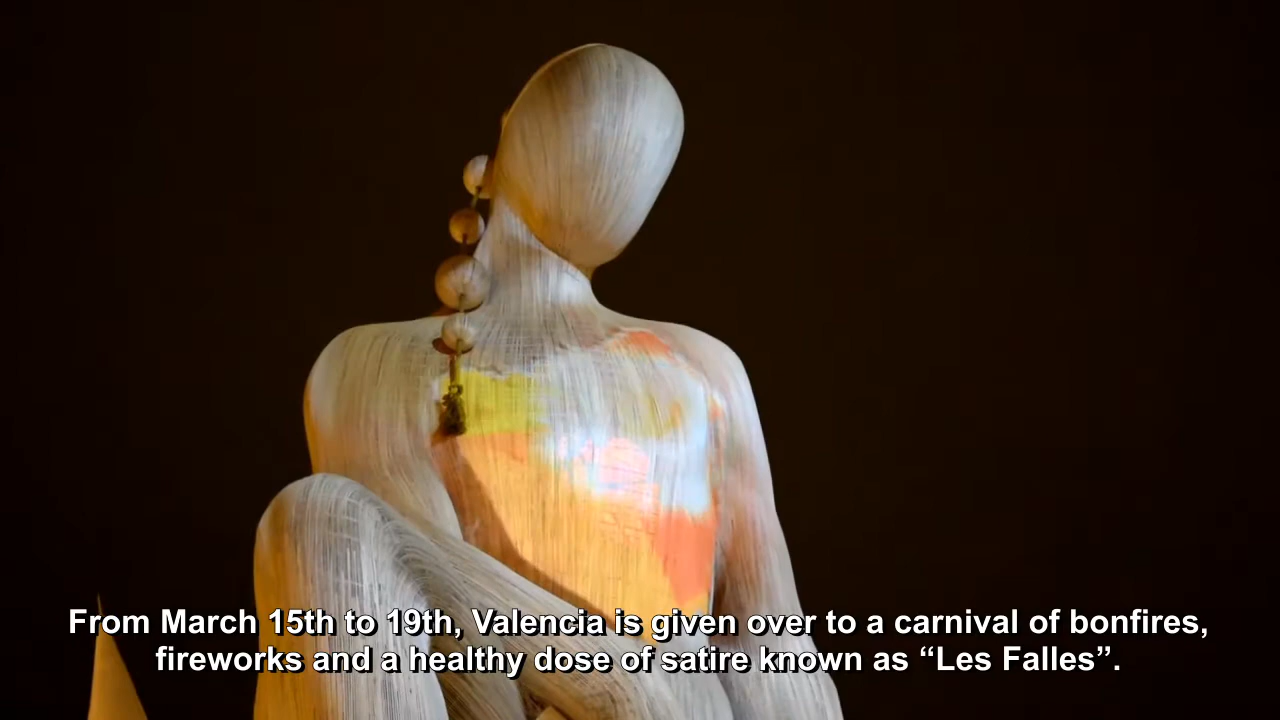 From March 15th to 19th, Valencia is given over to a carnival of bonfires,
fireworks and a healthy dose of satire known as “Les Falles”.